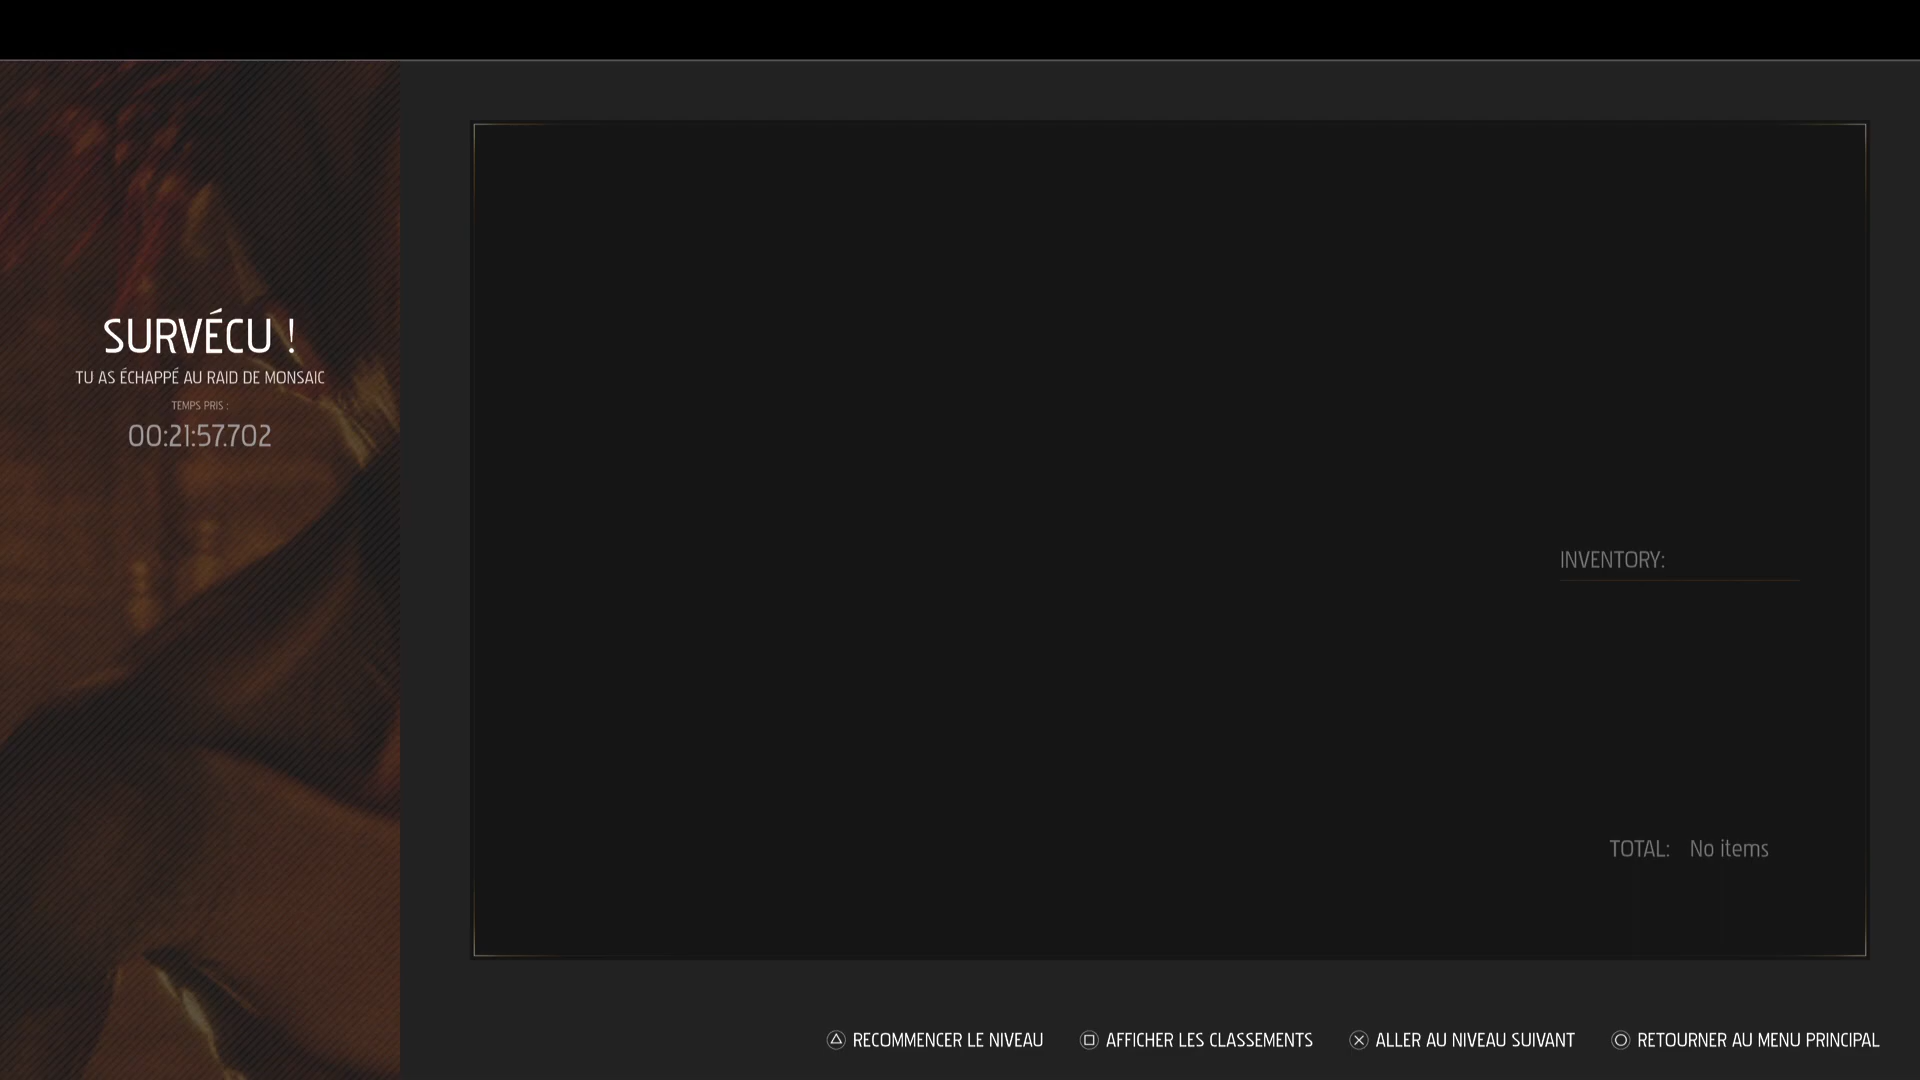 SURVÉCU !
TU AS ÉCHAPPÉ AU RAID DE MONSAIC
TEMPS PRIS :
00:21:57.702
INVENTORY:
TOTAL: No items
RECOMMENCER LE NIVEAU AFFICHER LES CLASSEMENTS ALLER AU NIVEAU SUIVANT RETOURNER AU MENU PRINCIPAL